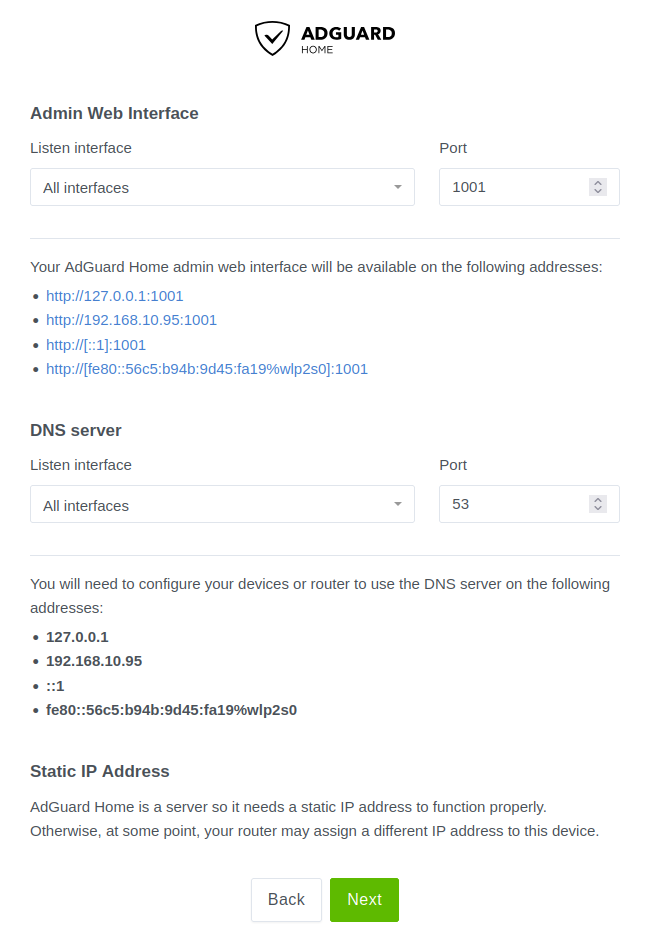 ADGUARD
HOME
Admin Web Interface
Listen interface
Port
All interfaces
1001
Your AdGuard Home admin web interface will be available on the following addresses:
http://127.0.0.1:1001
http://192.168.10.95:1001
http://[::1]:1001
http://[fe80::56c5:b94b:9d45:fa19%wlp2s0]:1001
DNS server
Listen interface
Port
All interfaces
53
You will need to configure your devices or router to use the DNS server on the following
addresses:
127.0.0.1
192.168.10.95
::1
fe80::56c5:b94b:9d45:fa19%wlp2s0
Static IP Address
AdGuard Home is a server so it needs a static IP address to function properly.
Otherwise, at some point, your router may assign a different IP address to this device.
Back
Next